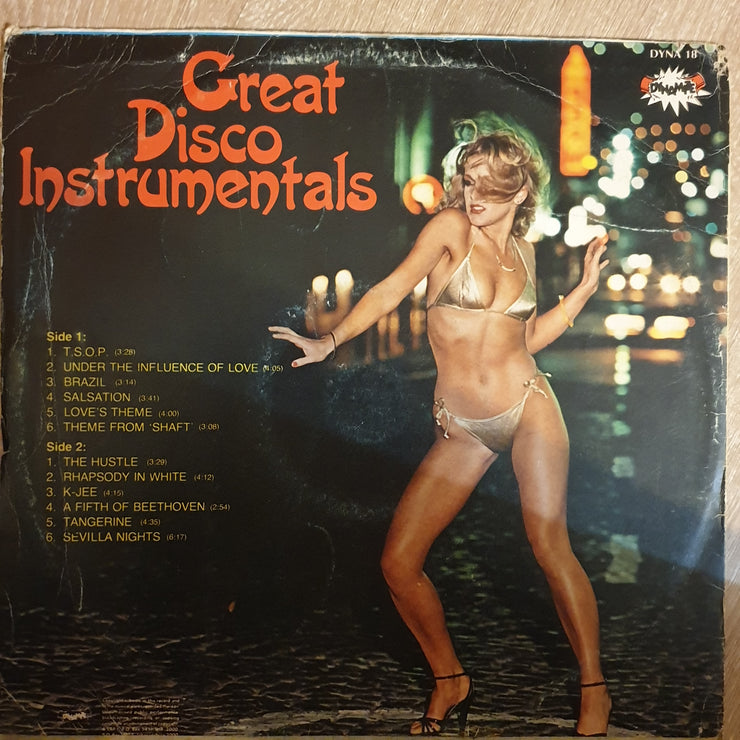 Great
Disco
Instrumentals
DYNA 18
DYNAMITE
Side 1:
1. T.S.O.P. (3:28)
2. UNDER THE INFLUENCE OF LOVE (4:05)
3. BRAZIL (3:14)
4. SALSATION (3:41)
5. LOVE'S THEME (4:00)
6. THEME FROM 'SHAFT' (3:08)
Side 2:
1. THE HUSTLE (3:29)
2. RHAPSODY IN WHITE (4:12)
3. K-JEE (4:15)
4. A FIFTH OF BEETHOVEN (2:54)
5. TANGERINE (4:35)
6. SEVILLA NIGHTS (6:17)